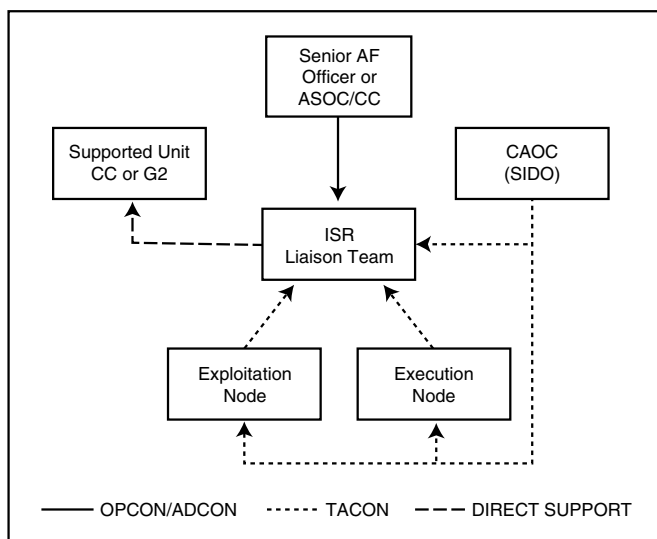 Senior AF
Officer or
ASOC/CC
Supported Unit
CC or G2
CAOC
(SIDO)
ISR
Liaison Team
Exploitation
Node
Execution
Node
OPCON/ADCON
TACON
DIRECT SUPPORT